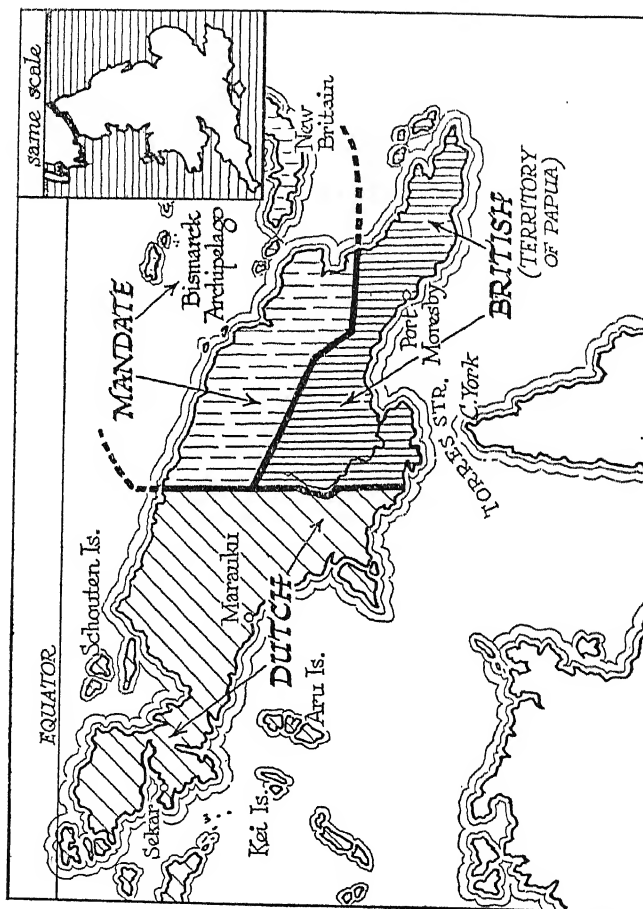 same scale
EQUATOR
Schouten Is.
MANDATE
Bismarck
Archipelago
New
Britain
Sekar
DUTCH
Marauku
Kei Is.
Aru Is.
Port
Moresby
BRITISH
(TERRITORY
OF PAPUA)
TORRES STR.
C. York